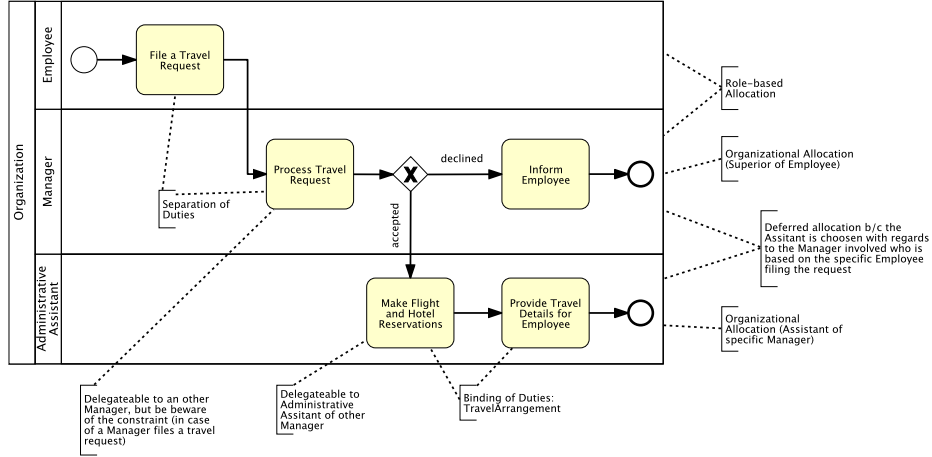 Organization
Employee
File a Travel
Request
Manager
Process Travel
Request
X
declined
Inform
Employee
accepted
Separation of
Duties
Administrative
Assistant
Make Flight
and Hotel
Reservations
Provide Travel
Details for
Employee
Role-based
Allocation
Organizational Allocation
(Superior of Employee)
Deferred allocation b/c the
Assitant is choosen with regards
to the Manager involved who is
based on the specific Employee
filing the request
Organizational
Allocation (Assistant of
specific Manager)
Delegateable to an other
Manager, but be beware
of the constraint (in case
of a Manager files a travel
request)
Delegateable to
Administrative
Assitant of other
Manager
Binding of Duties:
TravelArrangement